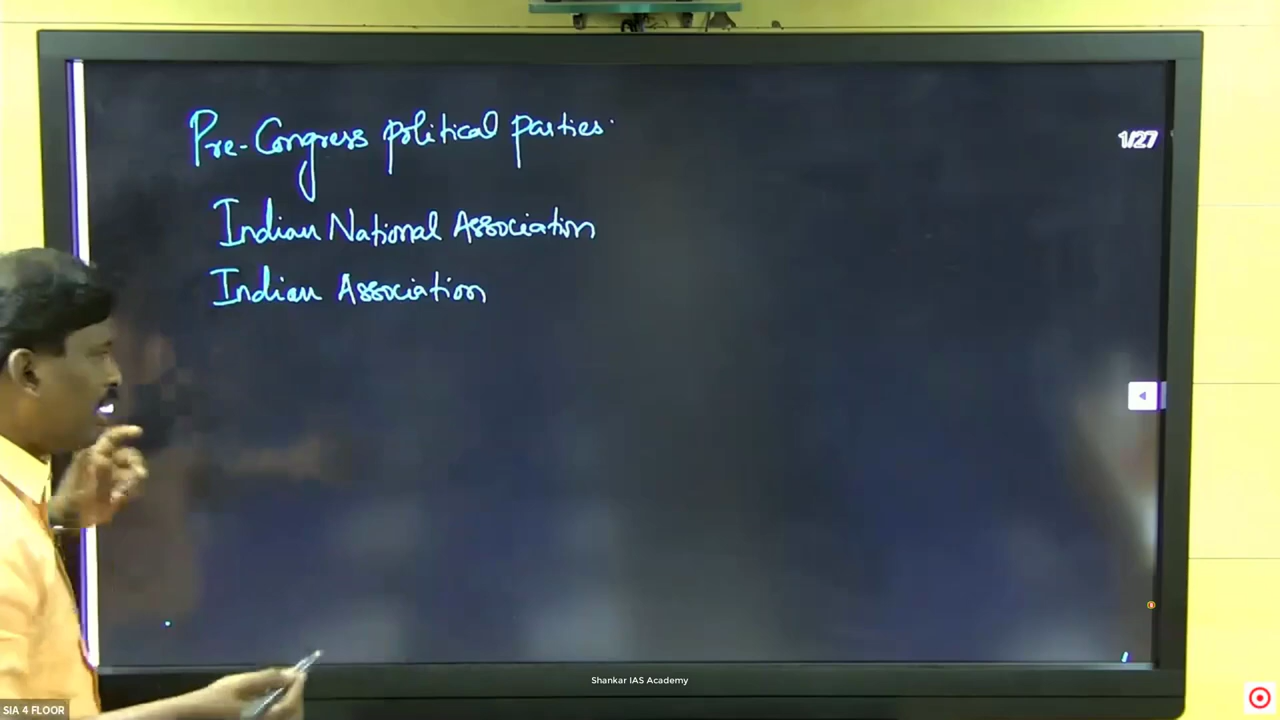 Pre-Congress political parties.
1/27
Indian National Association
Indian Association
Shankar IAS Academy
SIA 4 FLOOR